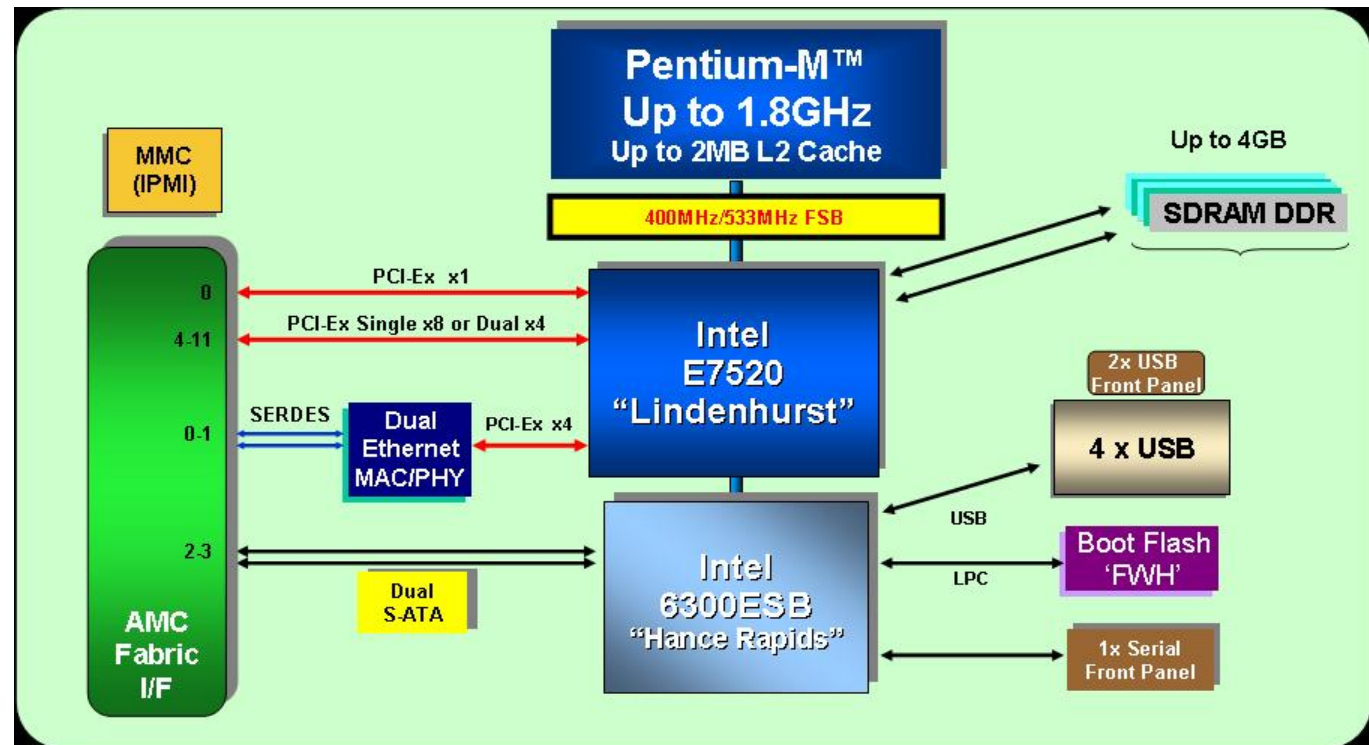 Pentium-M™
Up to 1.8GHz
Up to 2MB L2 Cache
MMC
(IPMI)
Up to 4GB
SDRAM DDR
400MHz/533MHz FSB
PCI-Ex x1
0
PCI-Ex Single x8 or Dual x4
4-11
Intel
E7520
“Lindenhurst”
2x USB
Front Panel
SERDES
0-1
Dual
Ethernet
MAC/PHY
PCI-Ex x4
4 x USB
USB
2-3
Dual
S-ATA
Intel
6300ESB
“Hance Rapids”
LPC
Boot Flash
‘FWH’
AMC
Fabric
I/F
1x Serial
Front Panel